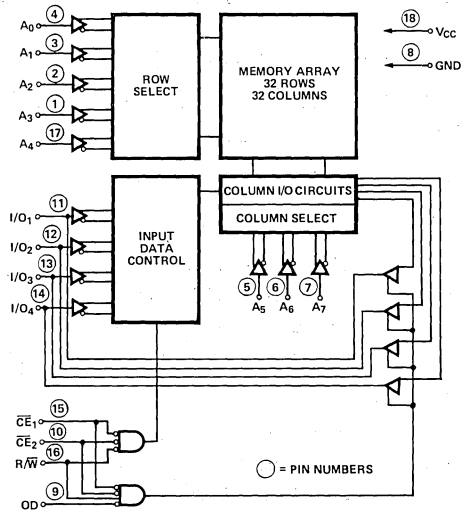 ④
A0
③
A1
②
A2
①
A3
⑰
A4
ROW
SELECT
MEMORY ARRAY
32 ROWS
32 COLUMNS
⑱
VCC
⑧
GND
⑪
I/O1
⑫
I/O2
⑬
I/O3
⑭
I/O4
INPUT
DATA
CONTROL
COLUMN I/O CIRCUITS
COLUMN SELECT
⑤ ⑥ ⑦
A5 A6 A7
⑮
C̅E̅1
⑩
C̅E̅2
⑯
R/W̅
⑨
OD
◯ = PIN NUMBERS